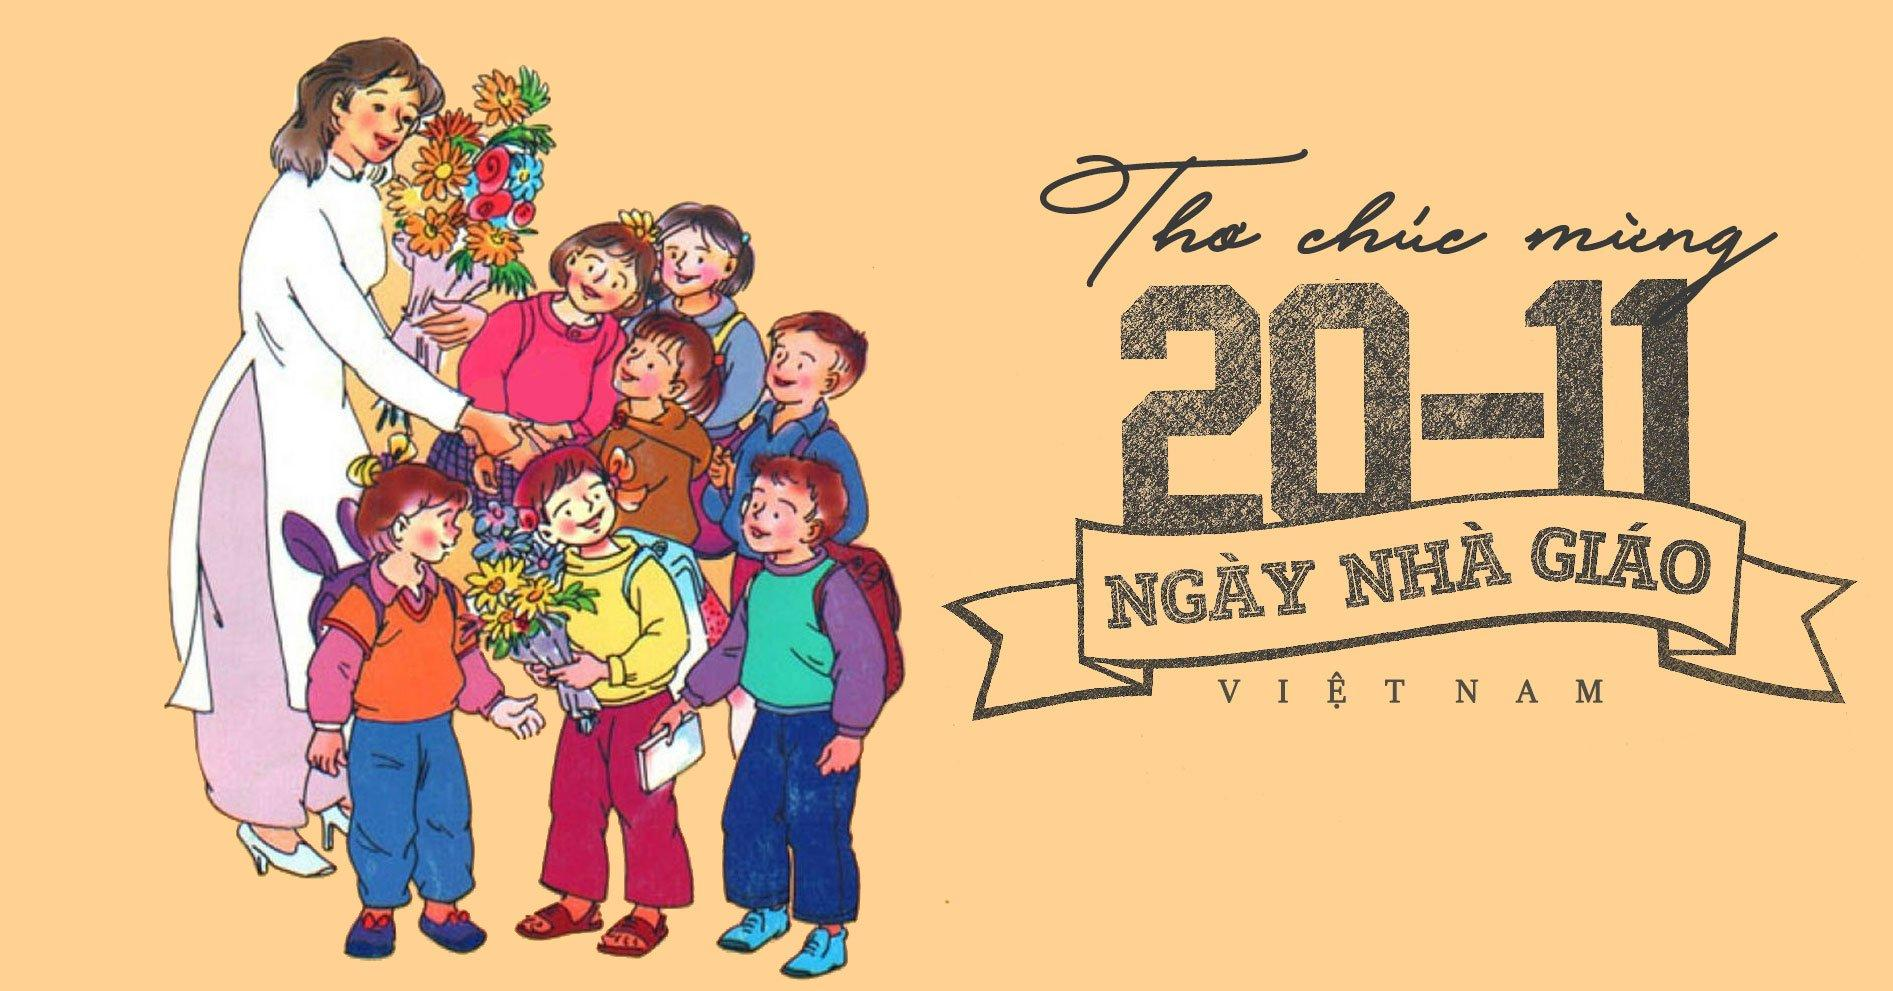 Thơ chúc mừng
20-11
NGÀY NHÀ GIÁO
VIỆT NAM